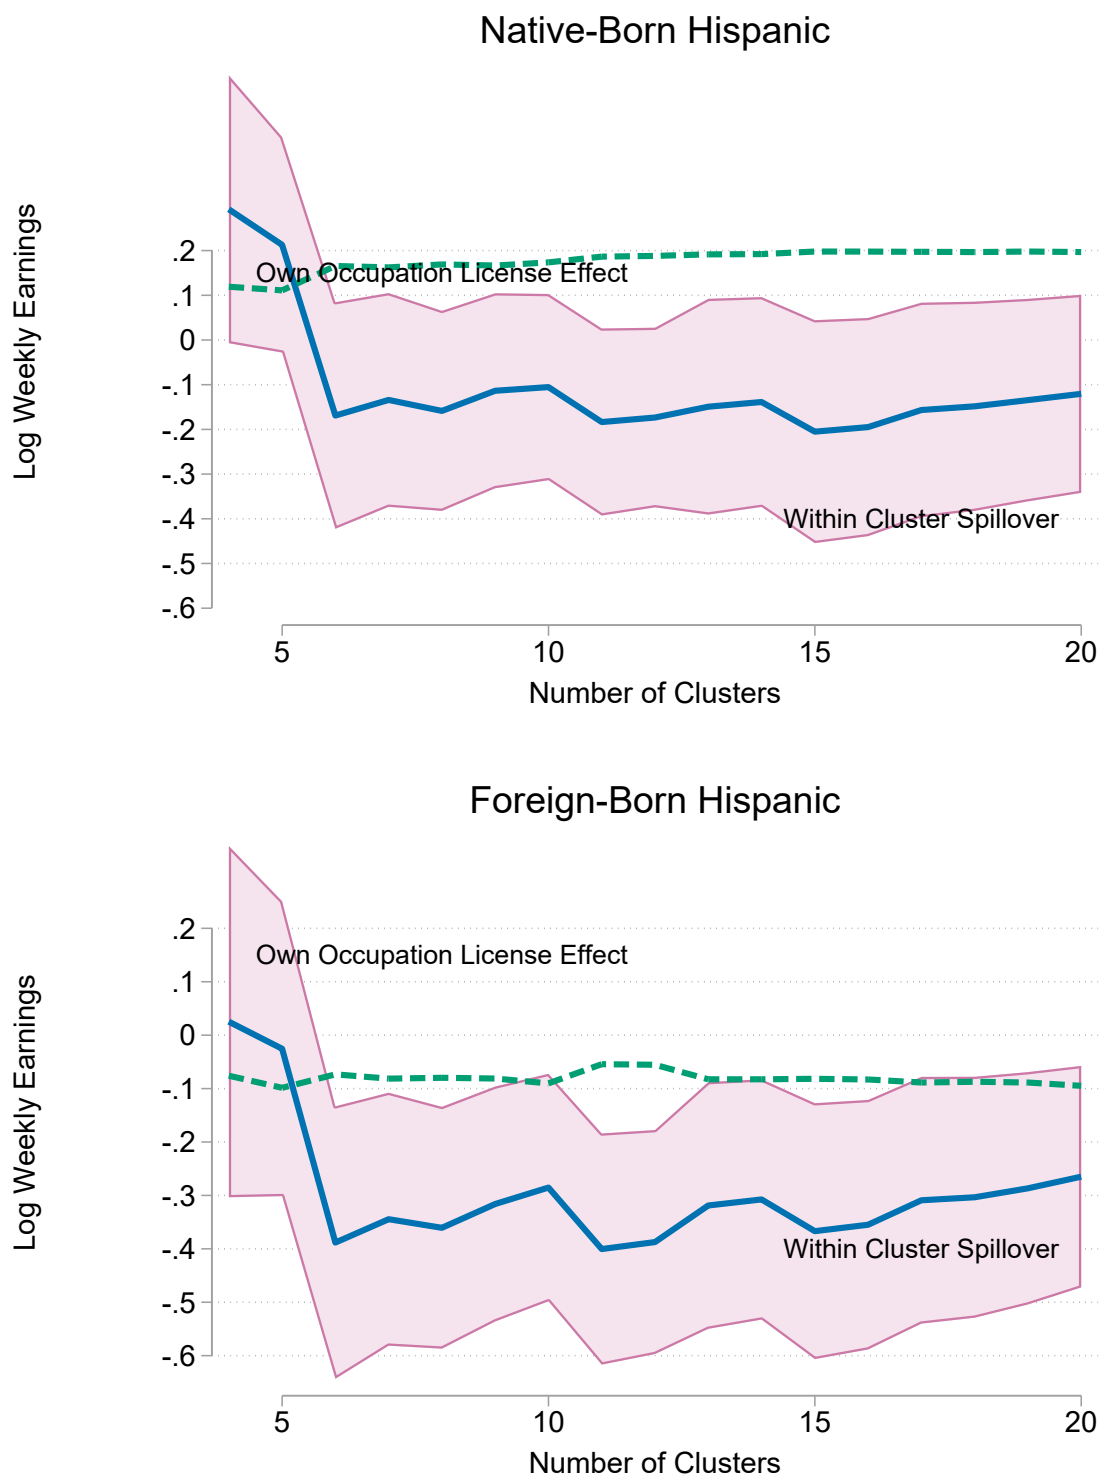 Native-Born Hispanic
Log Weekly Earnings
.2
.1
0
-.1
-.2
-.3
-.4
-.5
-.6
Own Occupation License Effect
Within Cluster Spillover
5 10 15 20
Number of Clusters
Foreign-Born Hispanic
Log Weekly Earnings
.2
.1
0
-.1
-.2
-.3
-.4
-.5
-.6
Own Occupation License Effect
Within Cluster Spillover
5 10 15 20
Number of Clusters